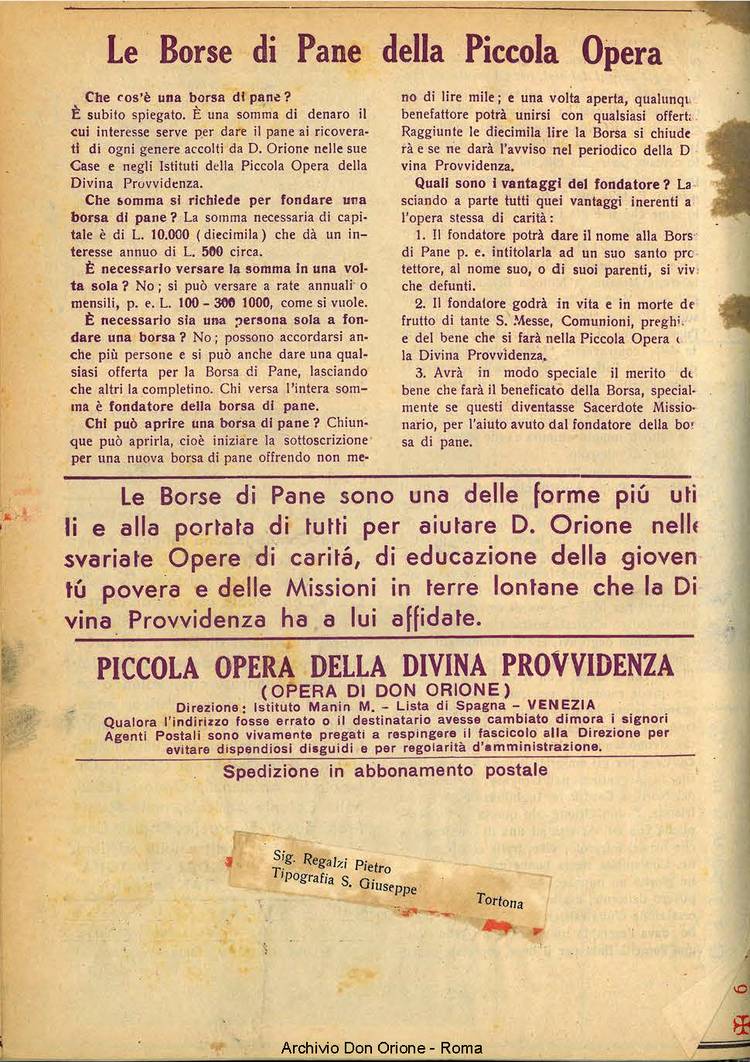 Le Borse di Pane della Piccola Opera
Che cos'è una borsa di pane?
È subito spiegato. È una somma di denaro il
cui interesse serve per dare il pane ai ricovera-
ti di ogni genere accolti da D. Orione nelle sue
Case e negli Istituti della Piccola Opera della
Divina Provvidenza.
Che somma si richiede per fondare una
borsa di pane? La somma necessaria di capi-
tale è di L. 10.000 (diecimila) che dà un in-
teresse annuo di L. 500 circa.
È necessario versare la somma in una vol-
ta sola? No; si può versare a rate annuali o
mensili, p. e. L. 100 - 300 1000, come si vuole.
È necessario sia una persona sola a fon-
dare una borsa? No; possono accordarsi an-
che più persone e si può anche dare una qual-
siasi offerta per la Borsa di Pane, lasciando
che altri la completino. Chi versa l'intera som-
ma è fondatore della borsa di pane.
Chi può aprire una borsa di pane? Chiun-
que può aprirla, cioè iniziare la sottoscrizione
per una nuova borsa di pane offrendo non me-
no di lire mile; e una volta aperta, qualunqu
benefattore potrà unirsi con qualsiasi offert
Raggiunte le diecimila lire la Borsa si chiude
rà e se ne darà l'avviso nel periodico della D
vina Provvidenza.
Quali sono i vantaggi del fondatore? La-
sciando a parte tutti quei vantaggi inerenti a
l'opera stessa di carità:
1. Il fondatore potrà dare il nome alla Bors
di Pane p. e. intitolarla ad un suo santo pro
tettore, al nome suo, o di suoi parenti, si viv
che defunti.
2. Il fondatore godrà in vita e in morte de
frutto di tante S. Messe, Comunioni, preghi
e del bene che si farà nella Piccola Opera
la Divina Provvidenza.
3. Avrà in modo speciale il merito de
bene che farà il beneficato della Borsa, special-
mente se questi diventasse Sacerdote Missio-
nario, per l'aiuto avuto dal fondatore della bor
sa di pane.
Le Borse di Pane sono una delle forme piú uti
li e alla portata di tutti per aiutare D. Orione nelle
svariate Opere di caritá, di educazione della gioven
tú povera e delle Missioni in terre lontane che la Di
vina Provvidenza ha a lui affidate.
PICCOLA OPERA DELLA DIVINA PROVVIDENZA
(OPERA DI DON ORIONE)
Direzione: Istituto Manin M. - Lista di Spagna - VENEZIA
Qualora l'indirizzo fosse errato o il destinatario avesse cambiato dimora i signori
Agenti Postali sono vivamente pregati a respingere il fascicolo alla Direzione per
evitare dispendiosi disguidi e per regolarità d'amministrazione.
Spedizione in abbonamento postale
Sig. Regalzi Pietro
Tipografia S. Giuseppe
Tortona
9
Archivio Don Orione - Roma